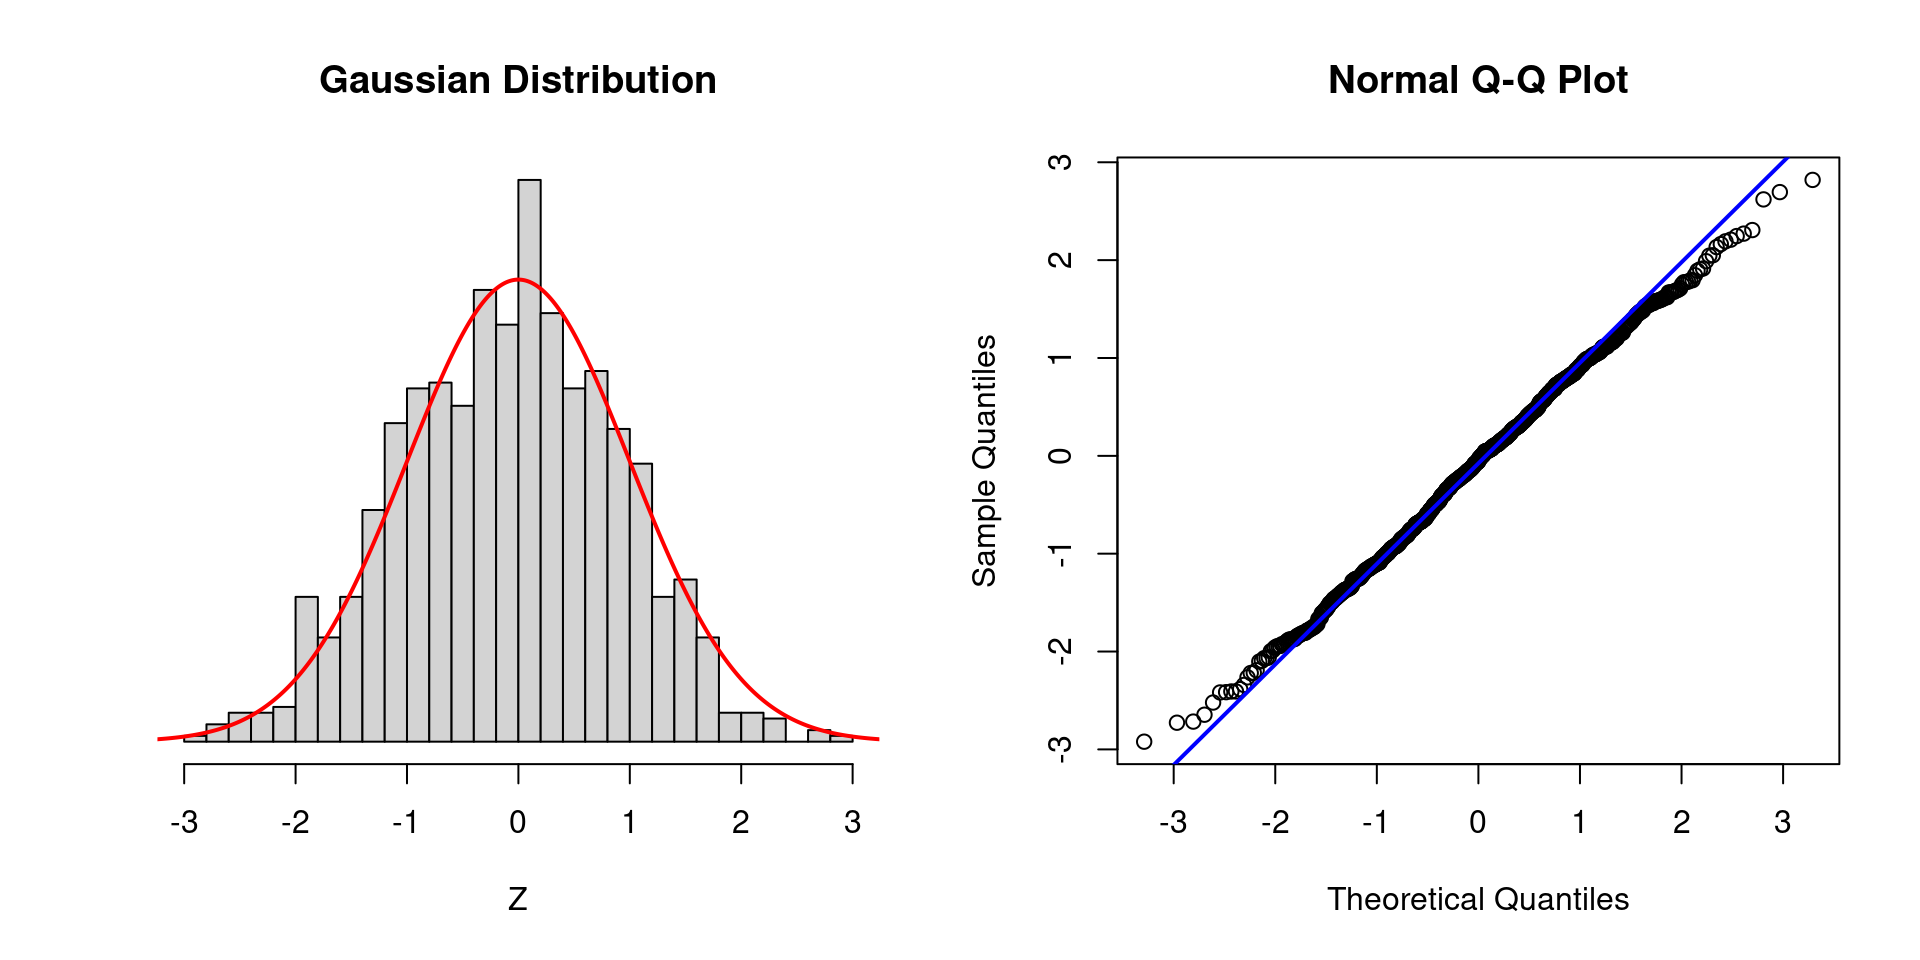 Gaussian Distribution
-3 -2 -1 0 1 2 3
Z
Normal Q-Q Plot
3
2
1
0
-1
-2
-3
Sample Quantiles
-3 -2 -1 0 1 2 3
Theoretical Quantiles